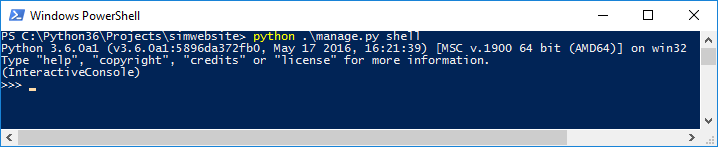 Windows PowerShell
PS C:\Python36\Projects\simwebsite> python .\manage.py shell
Python 3.6.0a1 (v3.6.0a1:5896da372fb0, May 17 2016, 16:21:39) [MSC v.1900 64 bit (AMD64)] on win32
Type "help", "copyright", "credits" or "license" for more information.
(InteractiveConsole)
>>> _